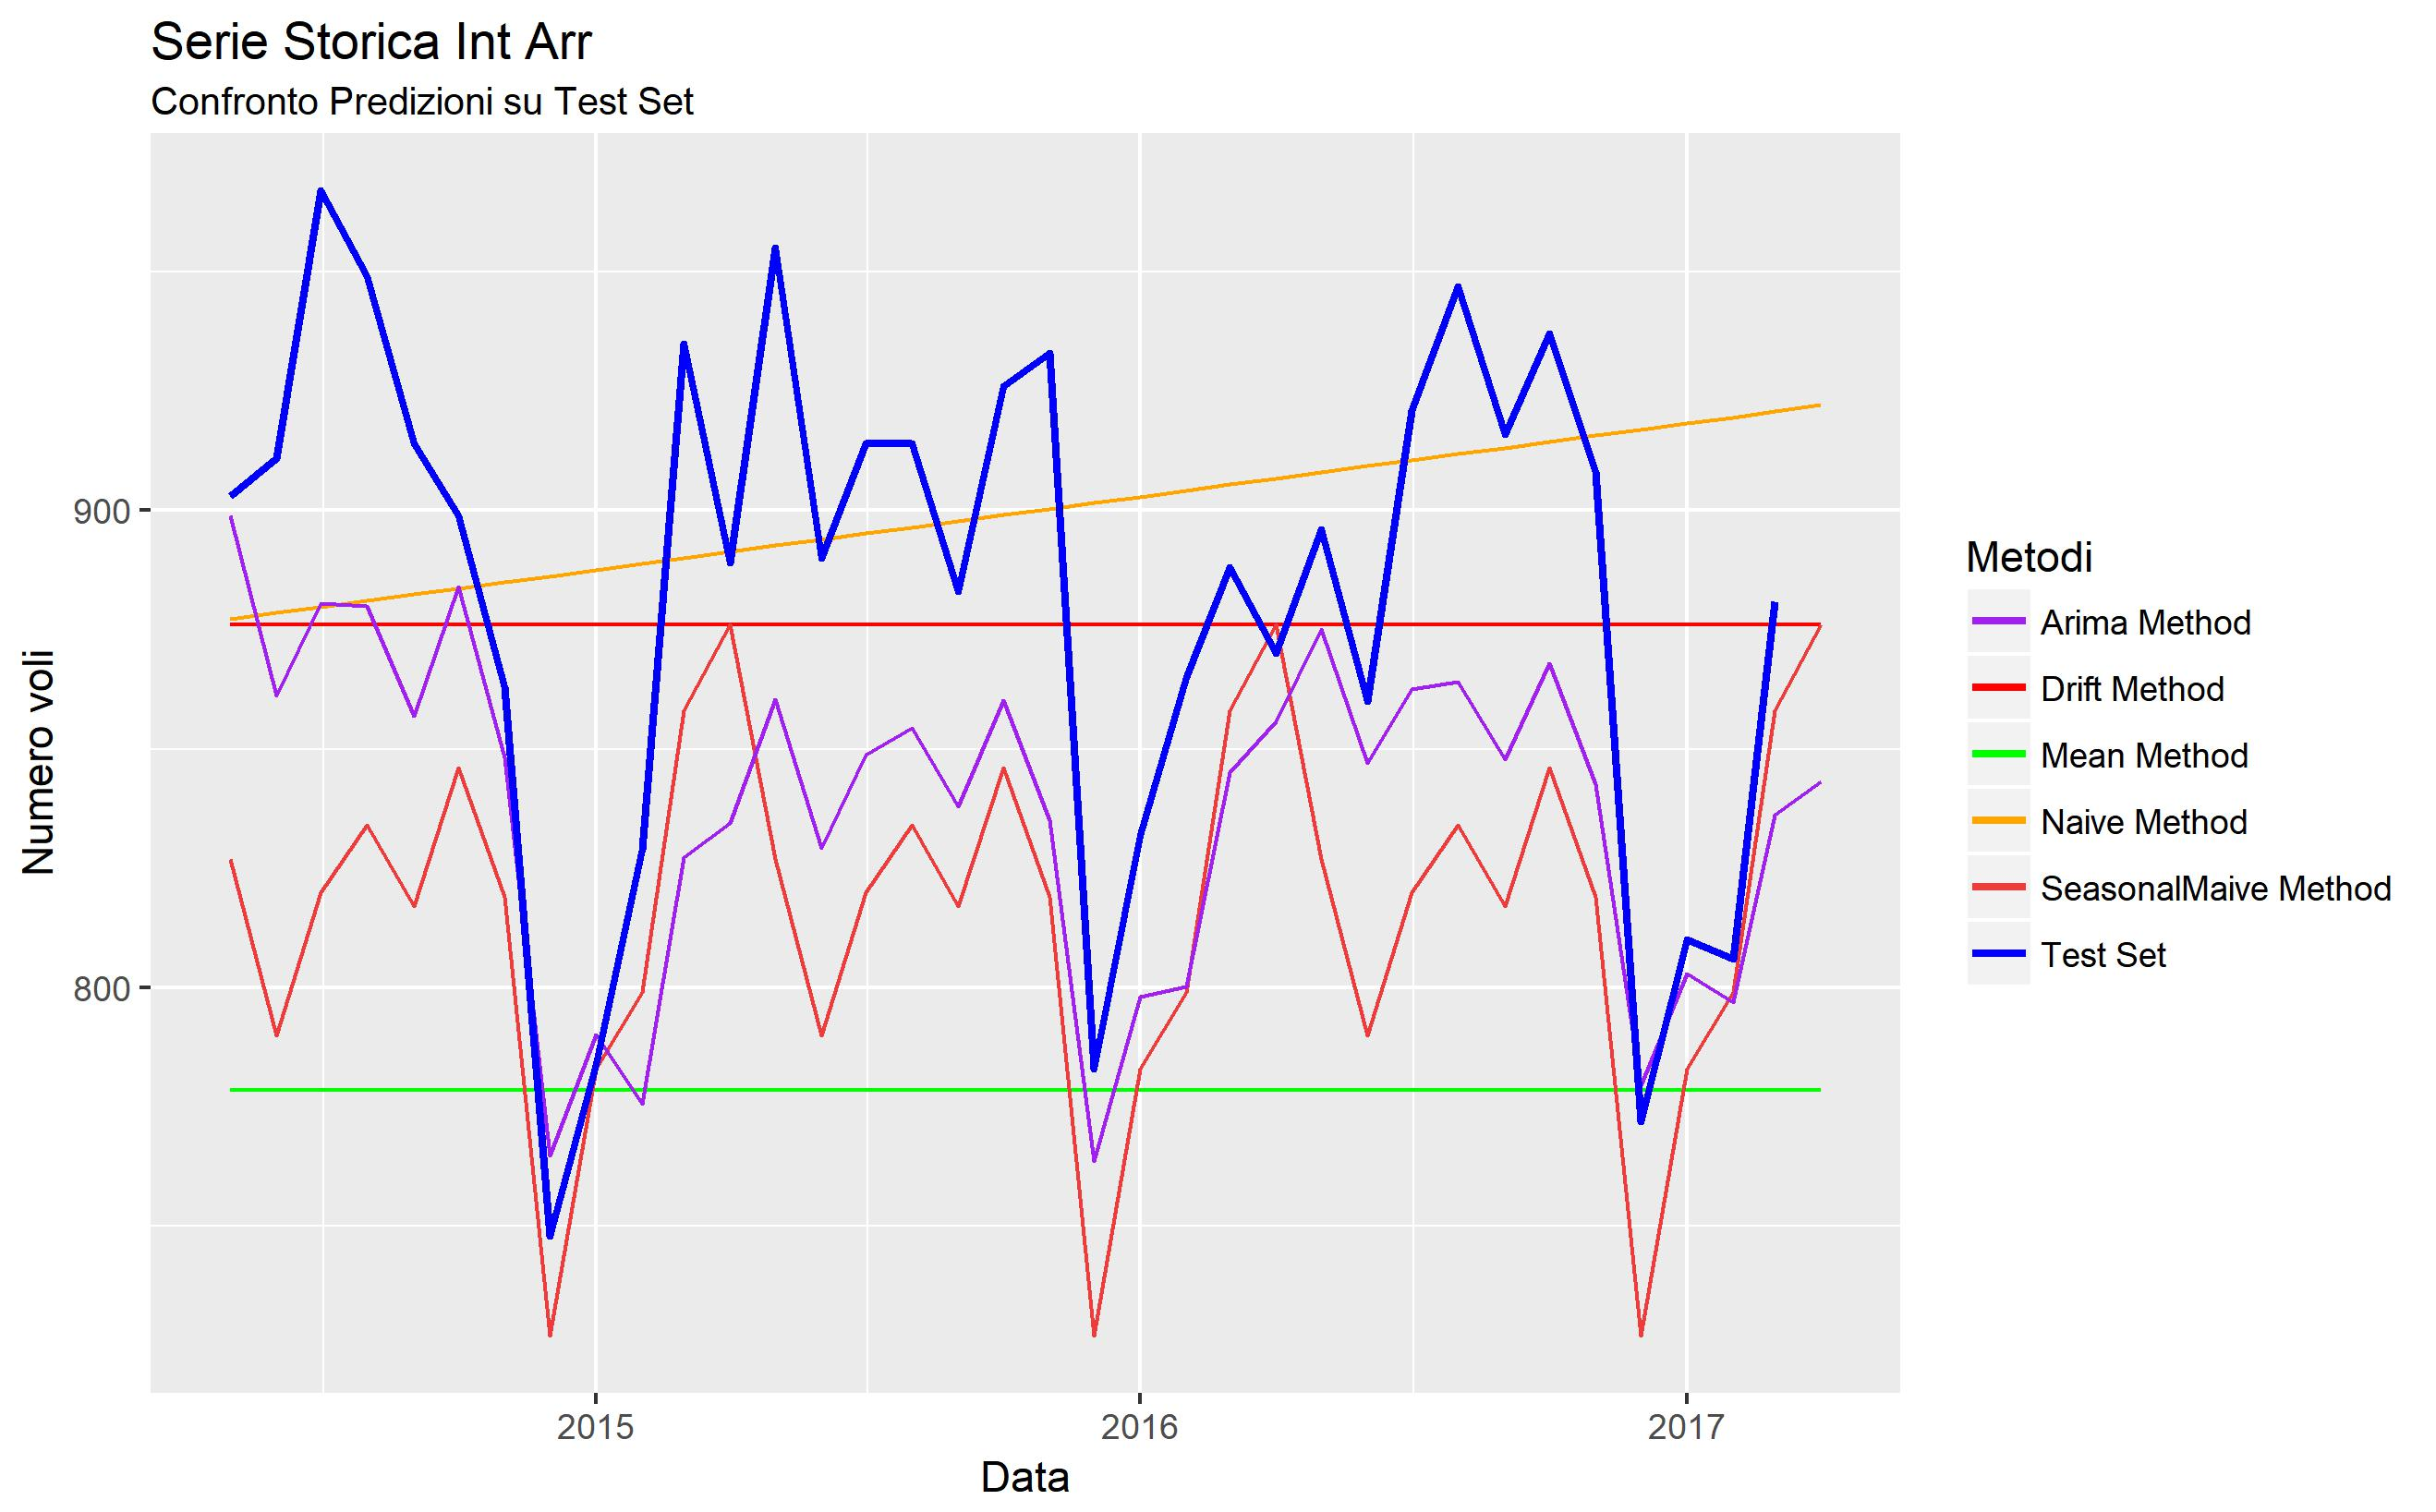 Serie Storica Int Arr
Confronto Predizioni su Test Set
Numero voli
900
800
2015 2016 2017
Data
Metodi
Arima Method
Drift Method
Mean Method
Naive Method
SeasonalMaive Method
Test Set